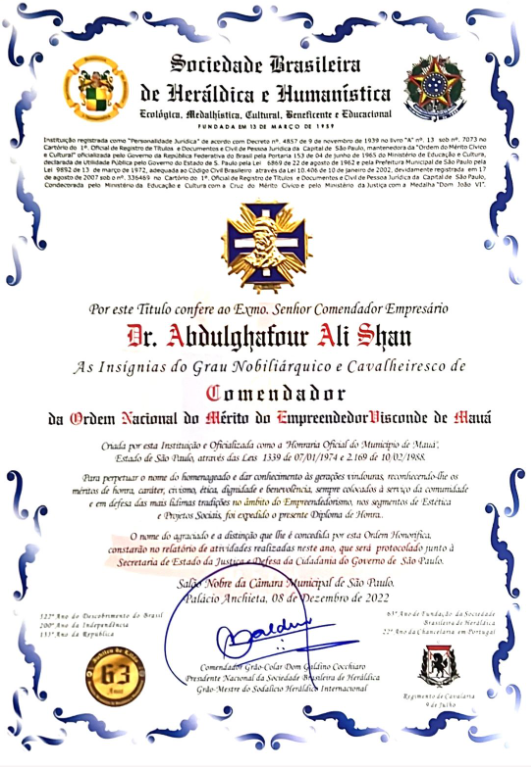 Sociedade Brasileira
de Heráldica e Humanística
Ecológica, Medalhística, Cultural, Beneficente e Educacional
FUNDADA EM 13 DE MARÇO DE 1959
Instituição registrada como "Personalidade Jurídica" de acordo com Decreto nº. 4857 de 9 de novembro de 1939 no livro "A" nº. 13 sob nº. 7073 no
Cartório do 1º. Oficial de Registro de Títulos e Documentos e Civil de Pessoa Jurídica da Capital de São Paulo, mantenedora da "Ordem do Mérito Cívico
e Cultural" oficializada pelo Governo da República Federativa do Brasil pela Portaria 153 de 04 de junho de 1965 do Ministério de Educação e Cultura,
declarada de Utilidade Pública pelo Governo do Estado de S. Paulo pela Lei 6869 de 22 de agosto de 1962 e pela Prefeitura Municipal de São Paulo pela
Lei 9892 de 13 de março de 1972, adequada ao Código Civil Brasileiro através da Lei 10.406 de 10 de janeiro de 2002, devidamente registrada em 17
de agosto de 2007 sob o nº. 336469 no Cartório do 1º. Oficial de Registro de Títulos e Documentos e Civil de Pessoa Jurídica da Capital de São Paulo,
Condecorada pelo Ministério da Educação e Cultura com a Cruz do Mérito Cívico e pelo Ministério da Justiça com a Medalha "Dom João VI".
Por este Titulo confere ao Exmo. Senhor Comendador Empresário
Dr. Abdulghafour Ali Shan
As Insígnias do Grau Nobiliárquico e Cavalheiresco de
Comendador
da Ordem Nacional do Mérito do Empreendedor Visconde de Mauá
Criada por esta Instituição e Oficializada como a 'Honraria Oficial do Município de Mauá',
Estado de São Paulo, através das Leis 1339 de 07/01/1974 e 2.169 de 10/02/1988.
Para perpetuar o nome do homenageado e dar conhecimento às gerações vindouras, reconhecendo-lhe os
méritos de honra, caráter, civismo, ética, dignidade e benevolência, sempre colocados à serviço da comunidade
e em defesa das mais lídimas tradições no âmbito do Empreendedorismo, nos segmentos de Estética
e Projetos Sociais, foi expedido o presente Diploma de Honra.
O nome do agraciado e a distinção que lhe é concedida por esta Ordem Honorífica,
constarão no relatório de atividades realizadas neste ano, que será protocolado junto à
Secretaria de Estado da Justiça e Defesa da Cidadania do Governo de São Paulo.
Salão Nobre da Câmara Municipal de São Paulo.
Palácio Anchieta, 08 de Dezembro de 2022
522º Ano do Descobrimento do Brasil
200º Ano da Independência
133º Ano da República
63º Ano de Fundação da Sociedade
Brasileira de Heráldica
22º Ano da Chancelaria em Portugal
63
Anos
Comendador Grão-Colar Dom Galdino Cocchiaro
Presidente Nacional da Sociedade Brasileira de Heráldica
Grão-Mestre do Sodalício Heráldico Internacional
Regimento de Cavalaria
9 de Julho